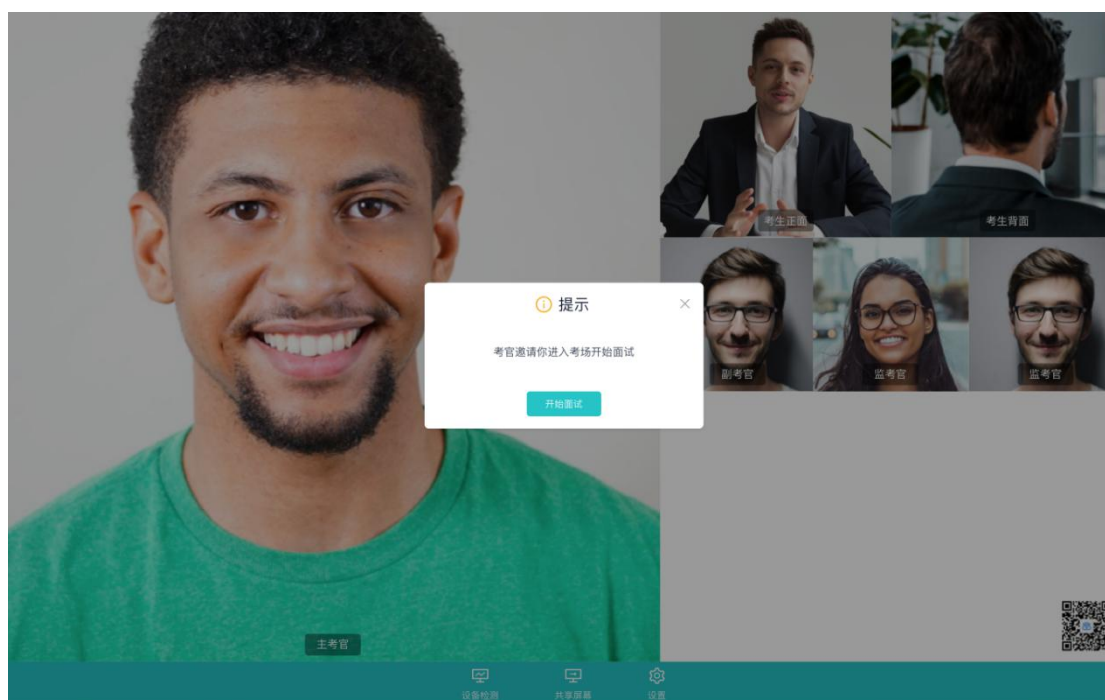 考生正面
考生背面
提示
考官邀请你进入考场开始面试
开始面试
副考官
监考官
监考官
主考官
设备检测
共享屏幕
设置